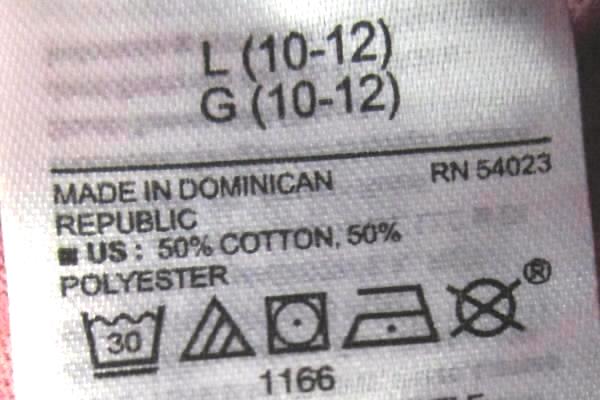 L (10-12)
G (10-12)
MADE IN DOMINICAN RN 54023
REPUBLIC
■ US : 50% COTTON, 50%
POLYESTER
30 ®
1166